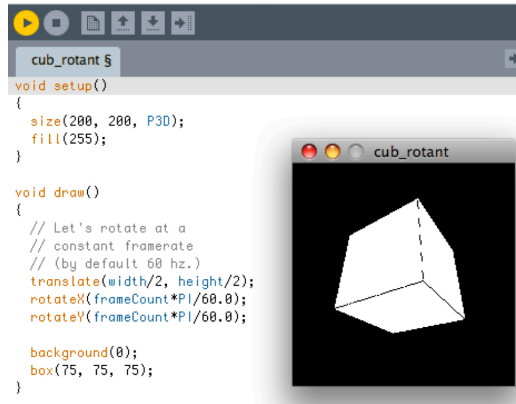 cub_rotant §
void setup()
{
  size(200, 200, P3D);
  fill(255);
}

void draw()
{
  // Let's rotate at a
  // constant framerate
  // (by default 60 hz.)
  translate(width/2, height/2);
  rotateX(frameCount*PI/60.0);
  rotateY(frameCount*PI/60.0);

  background(0);
  box(75, 75, 75);
}
cub_rotant